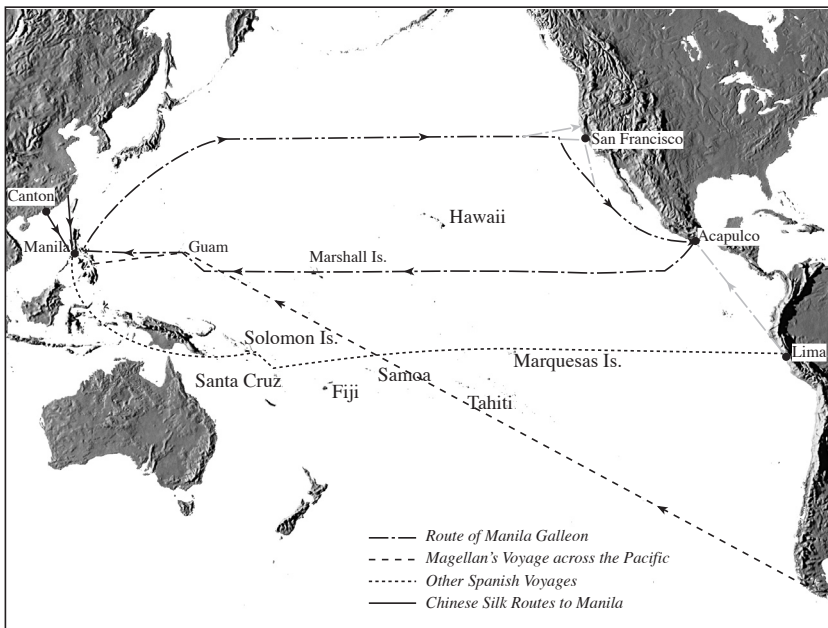 San Francisco
Canton
Hawaii
Manila
Guam
Acapulco
Marshall Is.
Solomon Is.
Lima
Marquesas Is.
Santa Cruz
Samoa
Fiji
Tahiti
Route of Manila Galleon
Magellan's Voyage across the Pacific
Other Spanish Voyages
Chinese Silk Routes to Manila